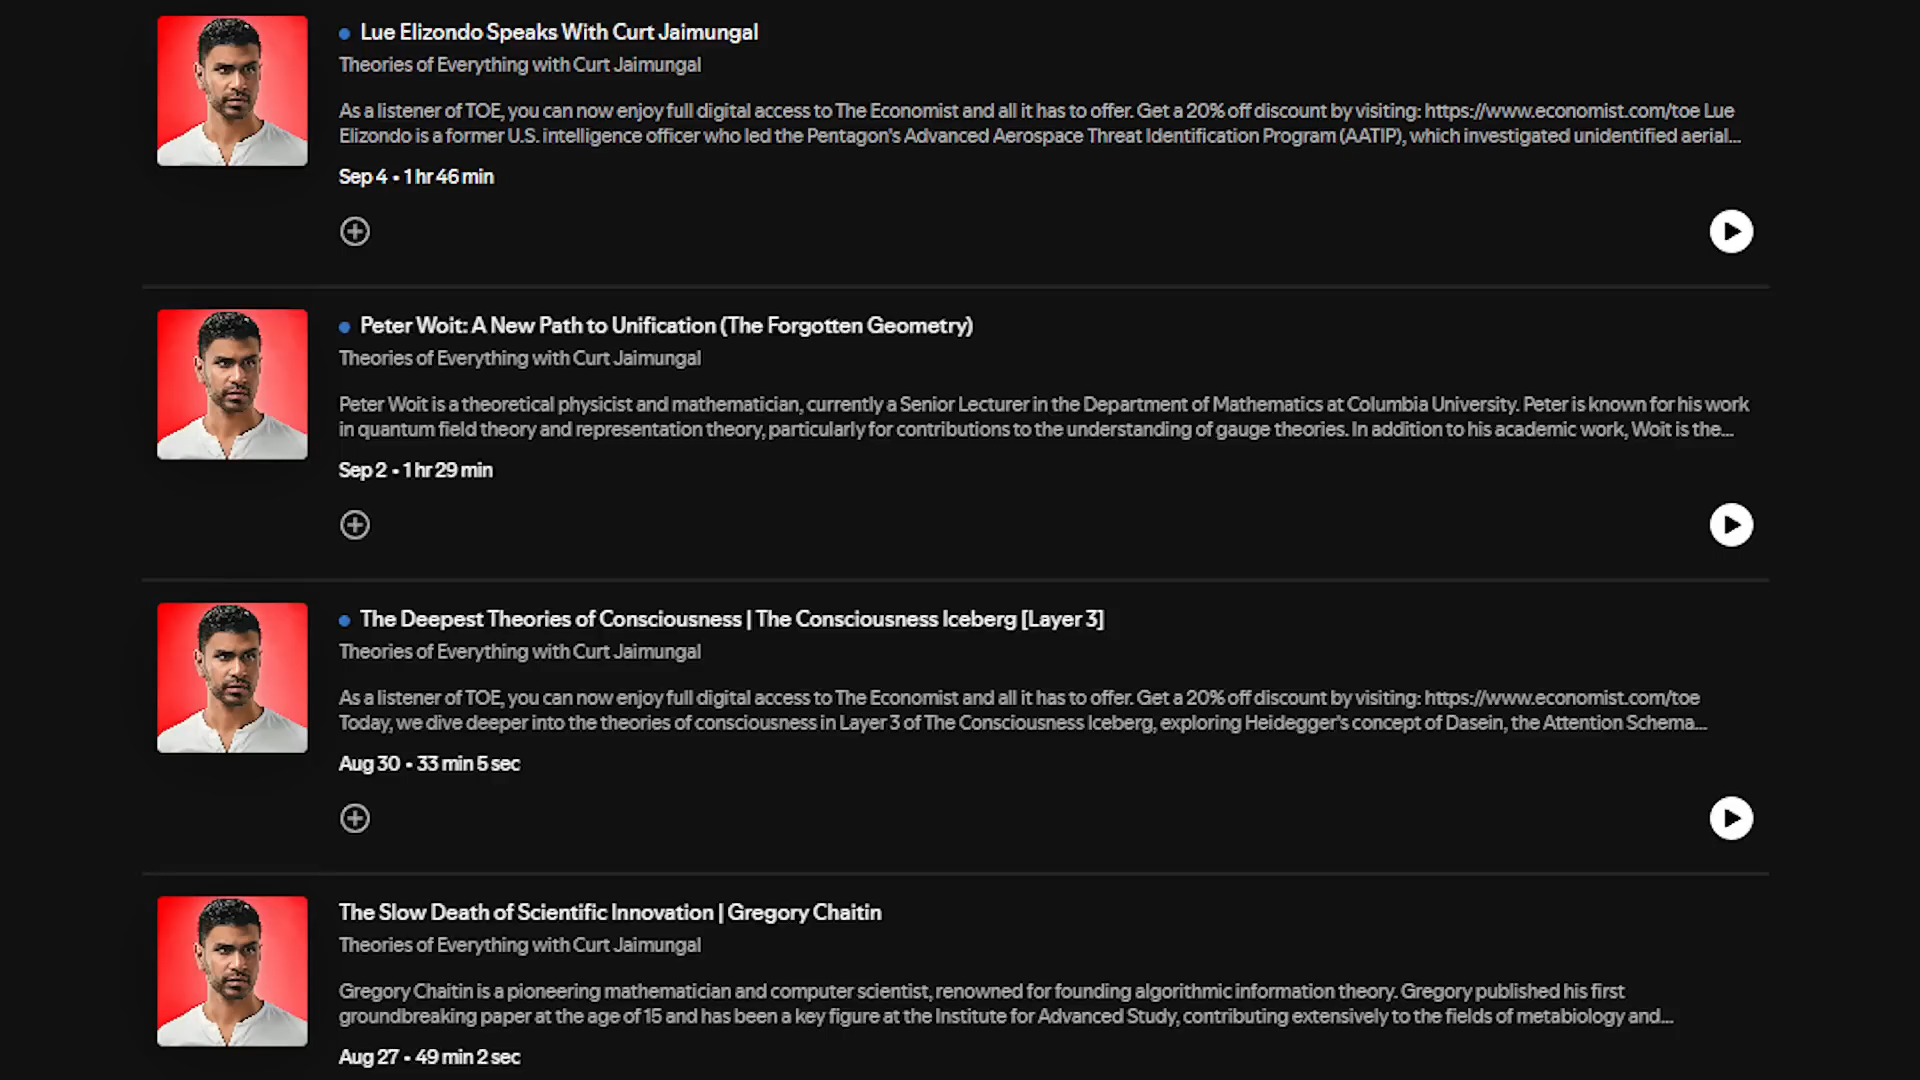 Lue Elizondo Speaks With Curt Jaimungal
Theories of Everything with Curt Jaimungal
As a listener of TOE, you can now enjoy full digital access to The Economist and all it has to offer. Get a 20% off discount by visiting: https://www.economist.com/toe Lue
Elizondo is a former U.S. intelligence officer who led the Pentagon's Advanced Aerospace Threat Identification Program (AATIP), which investigated unidentified aerial...
Sep 4 • 1 hr 46 min
Peter Woit: A New Path to Unification (The Forgotten Geometry)
Theories of Everything with Curt Jaimungal
Peter Woit is a theoretical physicist and mathematician, currently a Senior Lecturer in the Department of Mathematics at Columbia University. Peter is known for his work
in quantum field theory and representation theory, particularly for contributions to the understanding of gauge theories. In addition to his academic work, Woit is the...
Sep 2 • 1 hr 29 min
The Deepest Theories of Consciousness | The Consciousness Iceberg [Layer 3]
Theories of Everything with Curt Jaimungal
As a listener of TOE, you can now enjoy full digital access to The Economist and all it has to offer. Get a 20% off discount by visiting: https://www.economist.com/toe
Today, we dive deeper into the theories of consciousness in Layer 3 of The Consciousness Iceberg, exploring Heidegger's concept of Dasein, the Attention Schema...
Aug 30 • 33 min 5 sec
The Slow Death of Scientific Innovation | Gregory Chaitin
Theories of Everything with Curt Jaimungal
Gregory Chaitin is a pioneering mathematician and computer scientist, renowned for founding algorithmic information theory. Gregory published his first
groundbreaking paper at the age of 15 and has been a key figure at the Institute for Advanced Study, contributing extensively to the fields of metabiology and...
Aug 27 • 49 min 2 sec